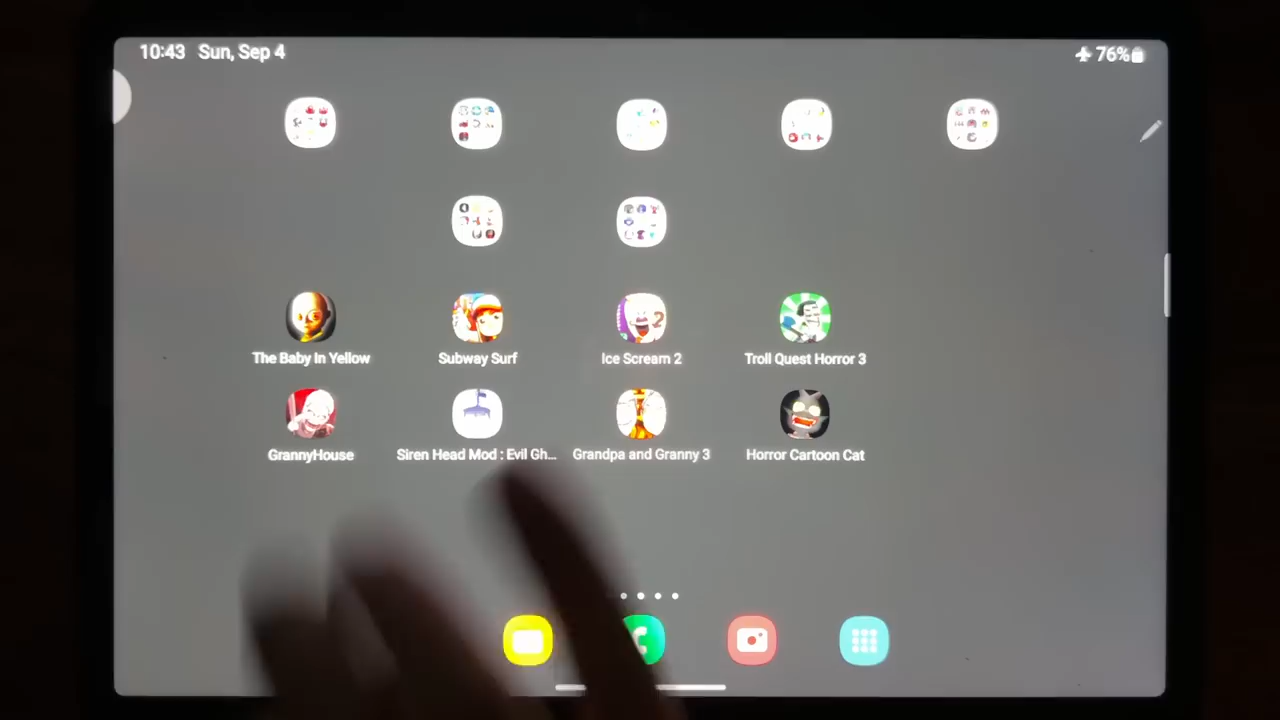 10:43 Sun, Sep 4 76%
The Baby In Yellow Subway Surf Ice Scream 2 Troll Quest Horror 3
GrannyHouse Siren Head Mod : Evil Gh... Grandpa and Granny 3 Horror Cartoon Cat